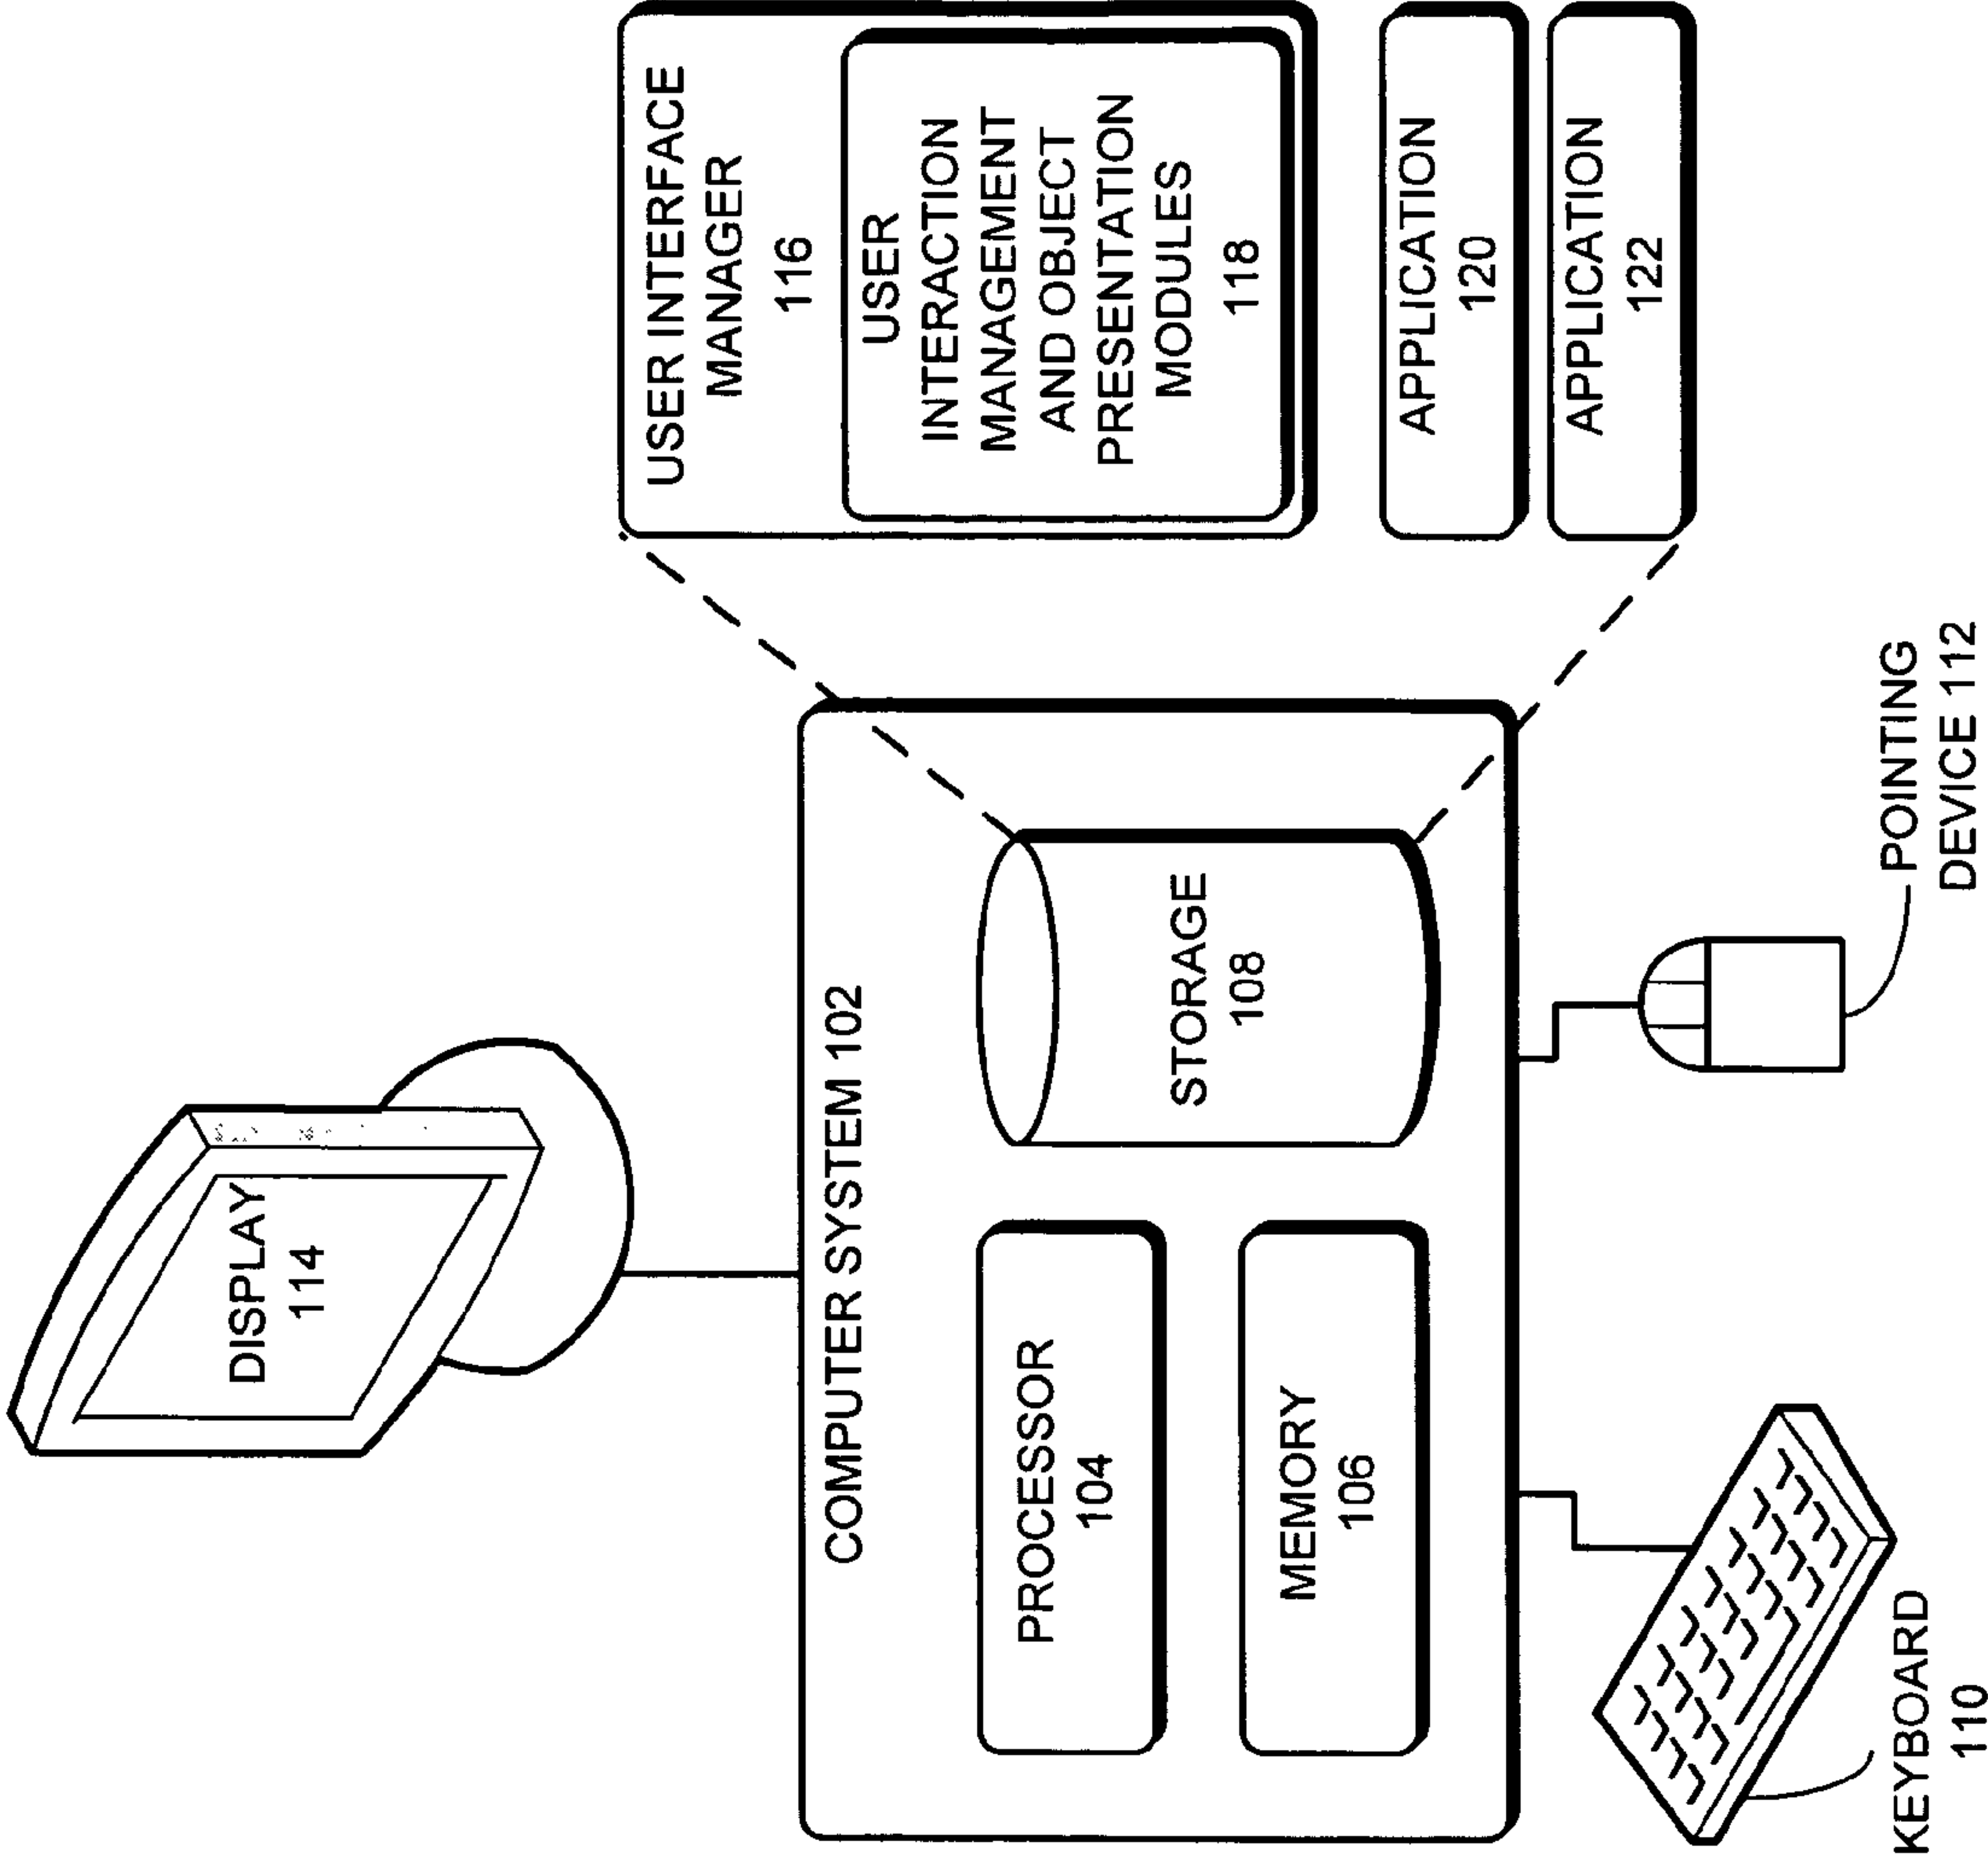 DISPLAY
114
COMPUTER SYSTEM 102
PROCESSOR
104
MEMORY
106
STORAGE
108
KEYBOARD
110
POINTING
DEVICE 112
USER INTERFACE
MANAGER
116
USER
INTERACTION
MANAGEMENT
AND OBJECT
PRESENTATION
MODULES
118
APPLICATION
120
APPLICATION
122